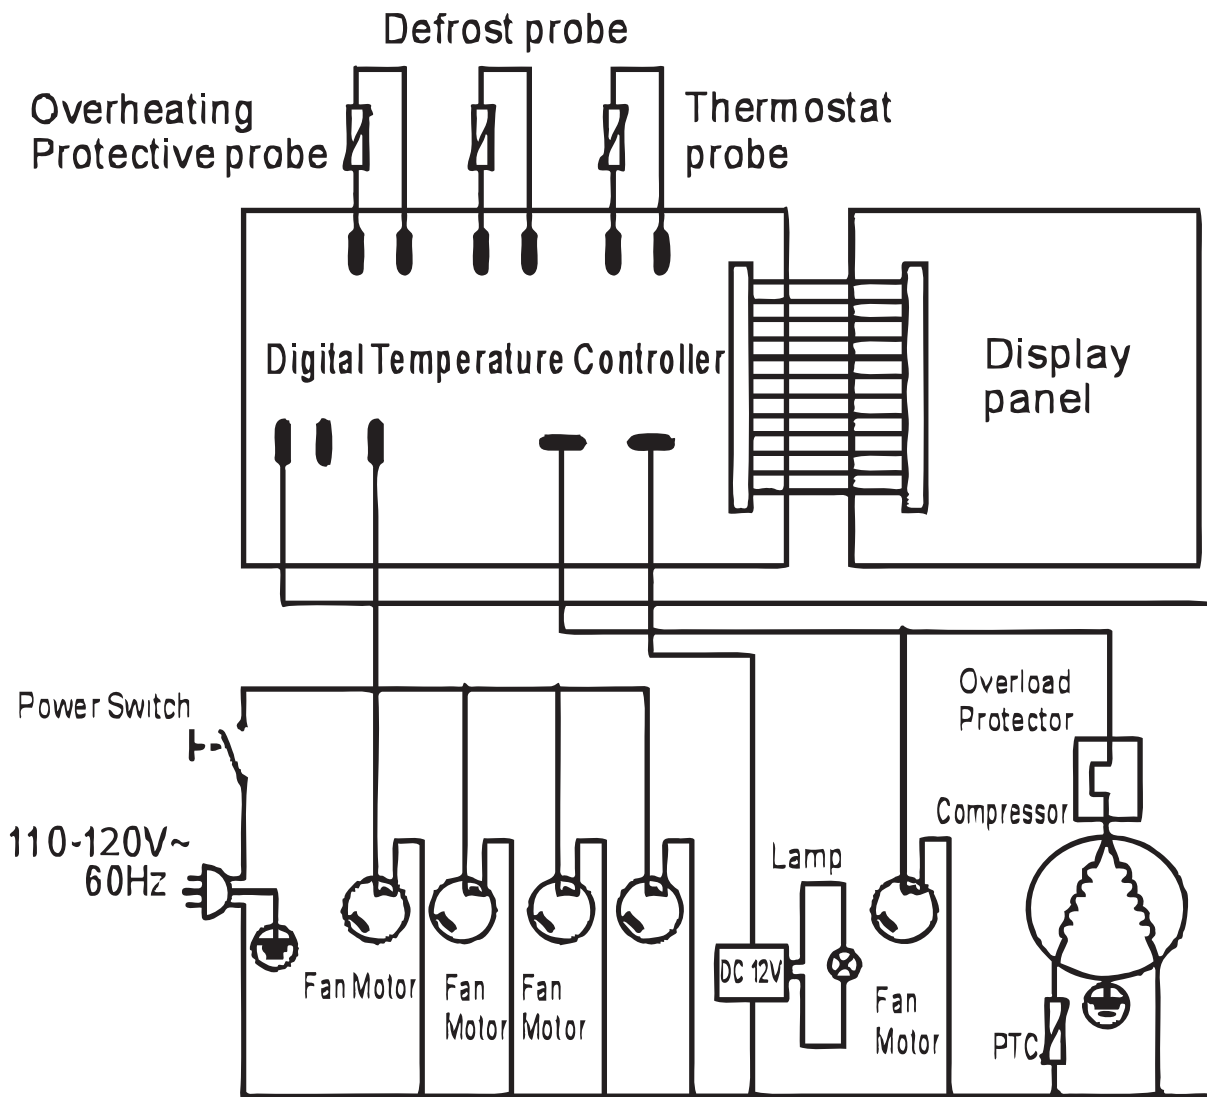 Defrost probe
Overheating
Protective probe
Thermostat
probe
Digital Temperature Controller
Display
panel
Power Switch
Overload
Protector
Compressor
110-120V~
60Hz
Lamp
DC 12V
Fan Motor
Fan
Motor
Fan
Motor
Fan
Motor
PTC